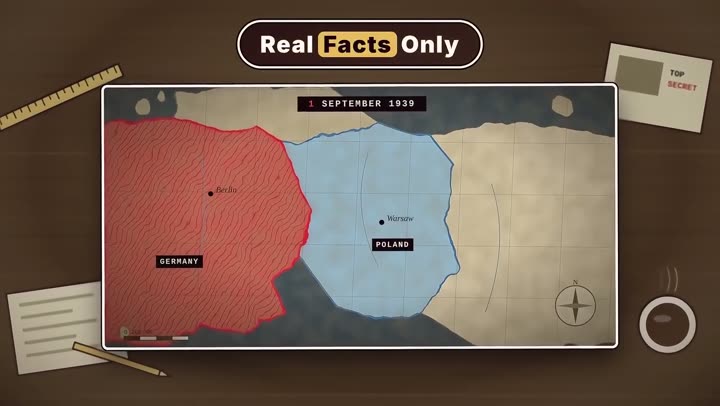 Real Facts Only
TOP
SECRET
1 SEPTEMBER 1939
Berlin
Warsaw
POLAND
GERMANY
N